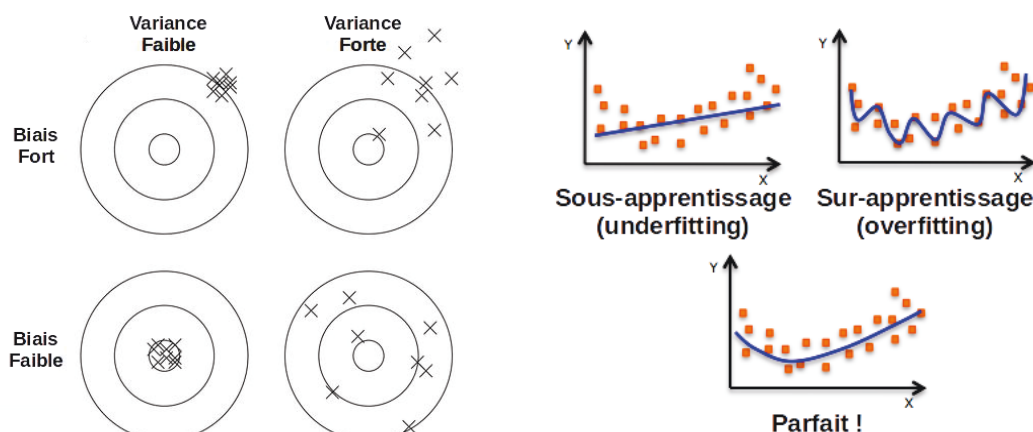 Variance
Faible
Variance
Forte
Biais
Fort
Biais
Faible
Y
X
Sous-apprentissage
(underfitting)
Y
X
Sur-apprentissage
(overfitting)
Y
X
Parfait !